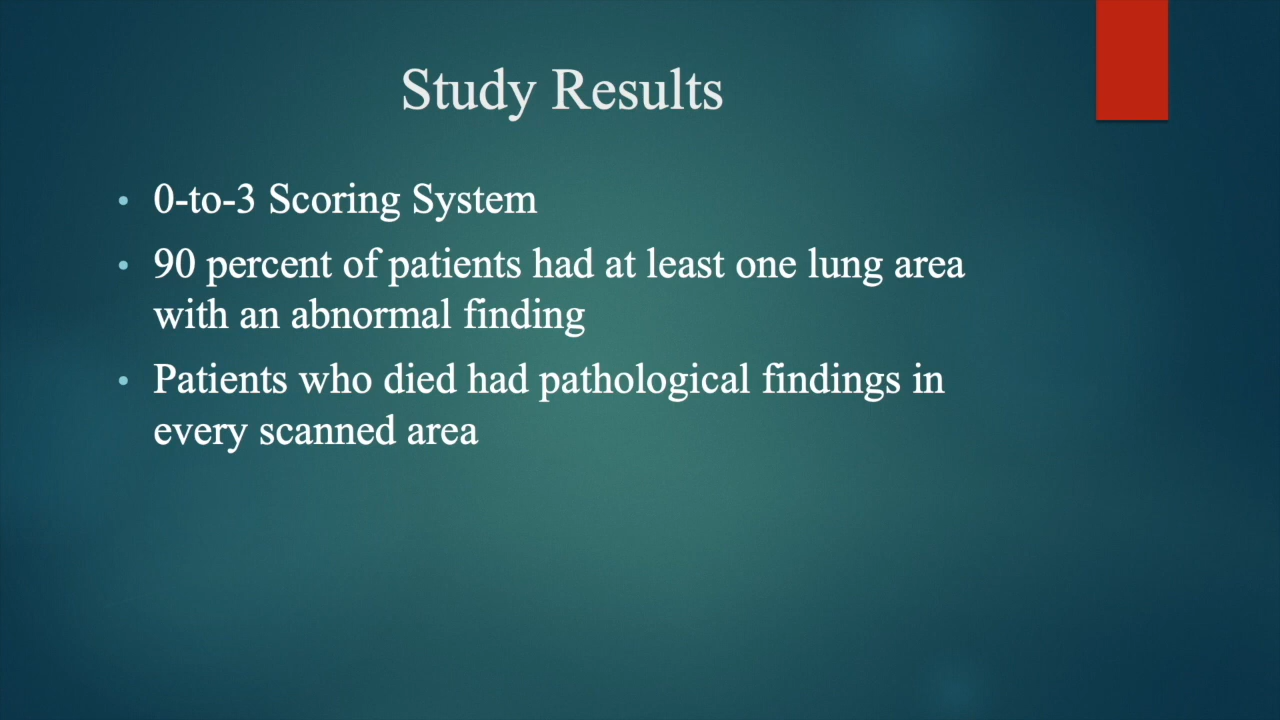 Study Results
• 0-to-3 Scoring System
• 90 percent of patients had at least one lung area
with an abnormal finding
• Patients who died had pathological findings in
every scanned area